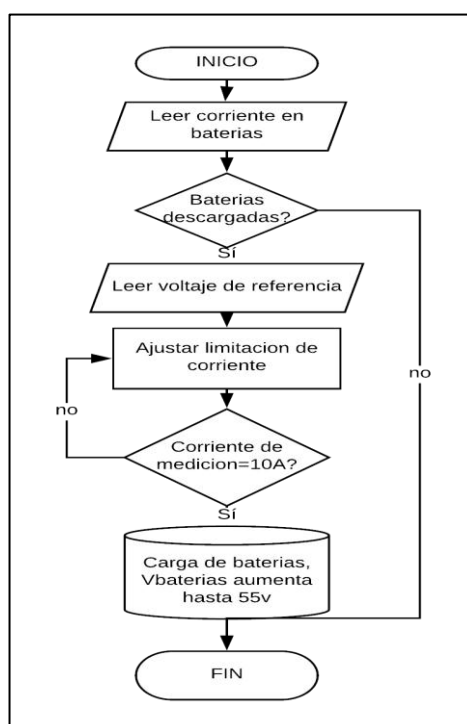 INICIO
Leer corriente en
baterias
Baterias
descargadas?
Sí
Leer voltaje de referencia
Ajustar limitacion de
corriente
no
no
Corriente de
medicion=10A?
Sí
Carga de baterias,
Vbaterias aumenta
hasta 55v
FIN